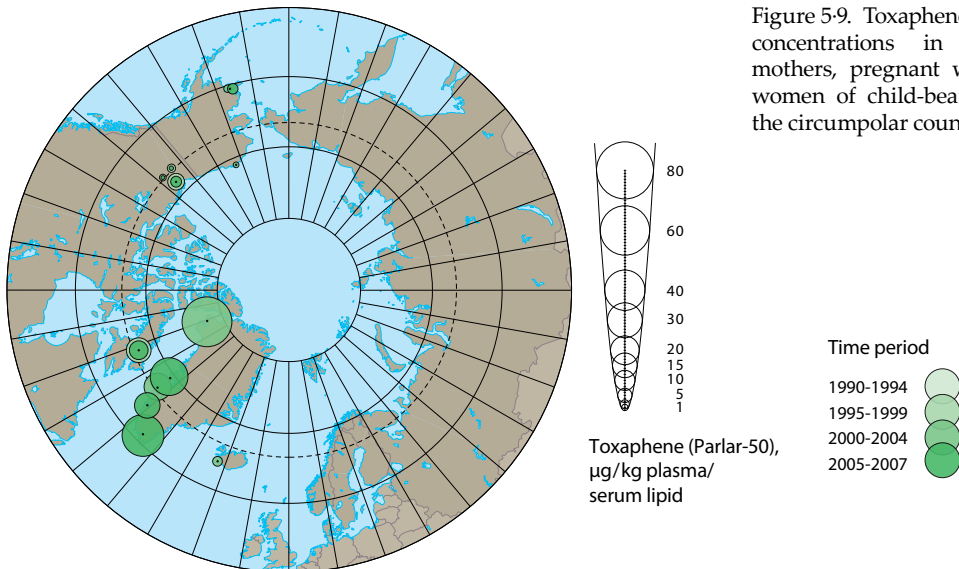 Figure 5·9. Toxaphene
concentrations in
mothers, pregnant
women of child-bear
the circumpolar coun
80
60
40
30
20
15
10
5
1
Toxaphene (Parlar-50),
µg/kg plasma/
serum lipid
Time period
1990-1994
1995-1999
2000-2004
2005-2007